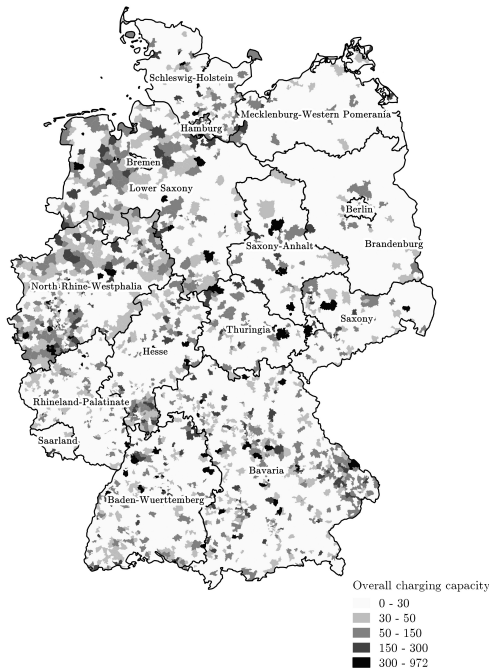 Schleswig-Holstein
Mecklenburg-Western Pomerania
Hamburg
Bremen
Lower Saxony
Berlin
Saxony-Anhalt
Brandenburg
North Rhine-Westphalia
Saxony
Thuringia
Hesse
Rhineland-Palatinate
Saarland
Bavaria
Baden-Wuerttemberg
Overall charging capacity
0 - 30
30 - 50
50 - 150
150 - 300
300 - 972